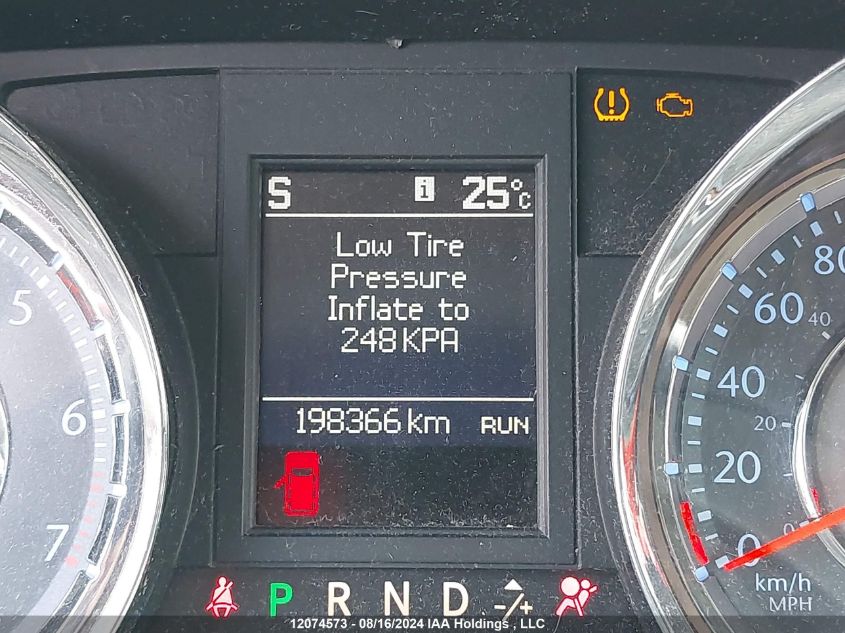 S i 25°C
Low Tire
Pressure
Inflate to
248 KPA
198366 km RUN
5
6
7
80
60
40
20
0
40
20
0
km/h
MPH
P R N D -/+
12074573 - 08/16/2024 IAA Holdings , LLC